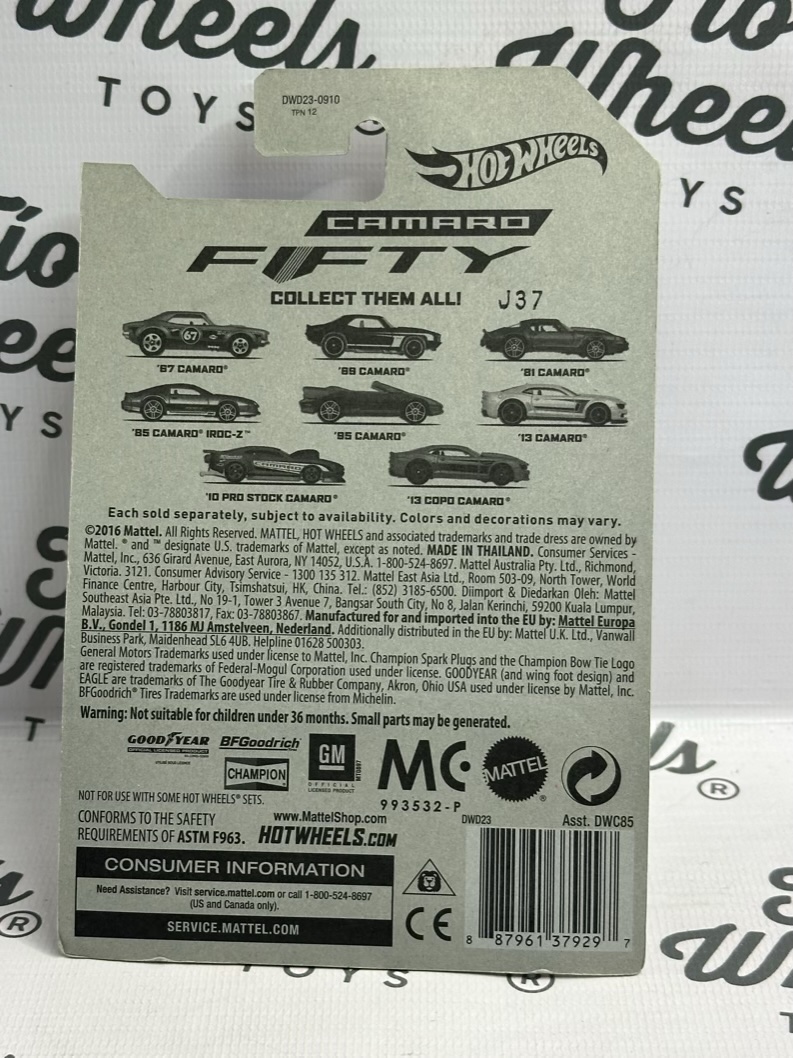 wheels
TOYS
Wheel
YS
DWD23-0910
TPN 12
HOT WHEELS
CAMARO
FIFTY
COLLECT THEM ALL! J37
67
'67 CAMARO® '69 CAMARO® '81 CAMARO®
'85 CAMARO® IROC-Z™ '95 CAMARO® '13 CAMARO®
'10 PRO STOCK CAMARO® '13 COPO CAMARO®
Each sold separately, subject to availability. Colors and decorations may vary.
©2016 Mattel. All Rights Reserved. MATTEL, HOT WHEELS and associated trademarks and trade dress are owned by
Mattel. ® and ™ designate U.S. trademarks of Mattel, except as noted. MADE IN THAILAND. Consumer Services -
Mattel, Inc., 636 Girard Avenue, East Aurora, NY 14052, U.S.A. 1-800-524-8697. Mattel Australia Pty. Ltd., Richmond,
Victoria. 3121. Consumer Advisory Service - 1300 135 312. Mattel East Asia Ltd., Room 503-09, North Tower, World
Finance Centre, Harbour City, Tsimshatsui, HK, China. Tel.: (852) 3185-6500. Diimport & Diedarkan Oleh: Mattel
Southeast Asia Pte. Ltd., No 19-1, Tower 3 Avenue 7, Bangsar South City, No 8, Jalan Kerinchi, 59200 Kuala Lumpur,
Malaysia. Tel: 03-78803817, Fax: 03-78803867. Manufactured for and imported into the EU by: Mattel Europa
B.V., Gondel 1, 1186 MJ Amstelveen, Nederland. Additionally distributed in the EU by: Mattel U.K. Ltd., Vanwall
Business Park, Maidenhead SL6 4UB. Helpline 01628 500303.
General Motors Trademarks used under license to Mattel, Inc. Champion Spark Plugs and the Champion Bow Tie Logo
are registered trademarks of Federal-Mogul Corporation used under license. GOODYEAR (and wing foot design) and
EAGLE are trademarks of The Goodyear Tire & Rubber Company, Akron, Ohio USA used under license by Mattel, Inc.
BFGoodrich® Tires Trademarks are used under license from Michelin.
Warning: Not suitable for children under 36 months. Small parts may be generated.
GOODYEAR
OFFICIAL LICENSED PRODUCT
BFGoodrich®
CHAMPION
GM
OFFICIAL
LICENSED PRODUCT
MC
993532-P
MATTEL®
NOT FOR USE WITH SOME HOT WHEELS® SETS.
CONFORMS TO THE SAFETY
REQUIREMENTS OF ASTM F963.
www.MattelShop.com
HOTWHEELS.COM
DWD23 Asst. DWC85
CONSUMER INFORMATION
Need Assistance? Visit service.mattel.com or call 1-800-524-8697
(US and Canada only).
SERVICE.MATTEL.COM
CE
8 87961 37929 7
TOYS ®